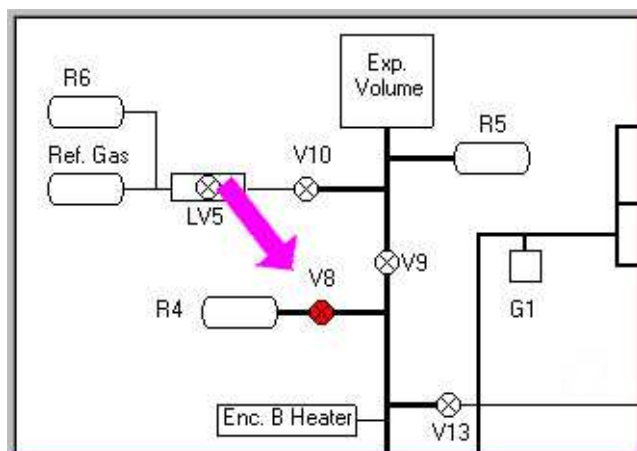 Exp.
Volume
R6
R5
Ref. Gas
V10
LV5
V9
V8
R4
G1
Enc. B Heater
V13